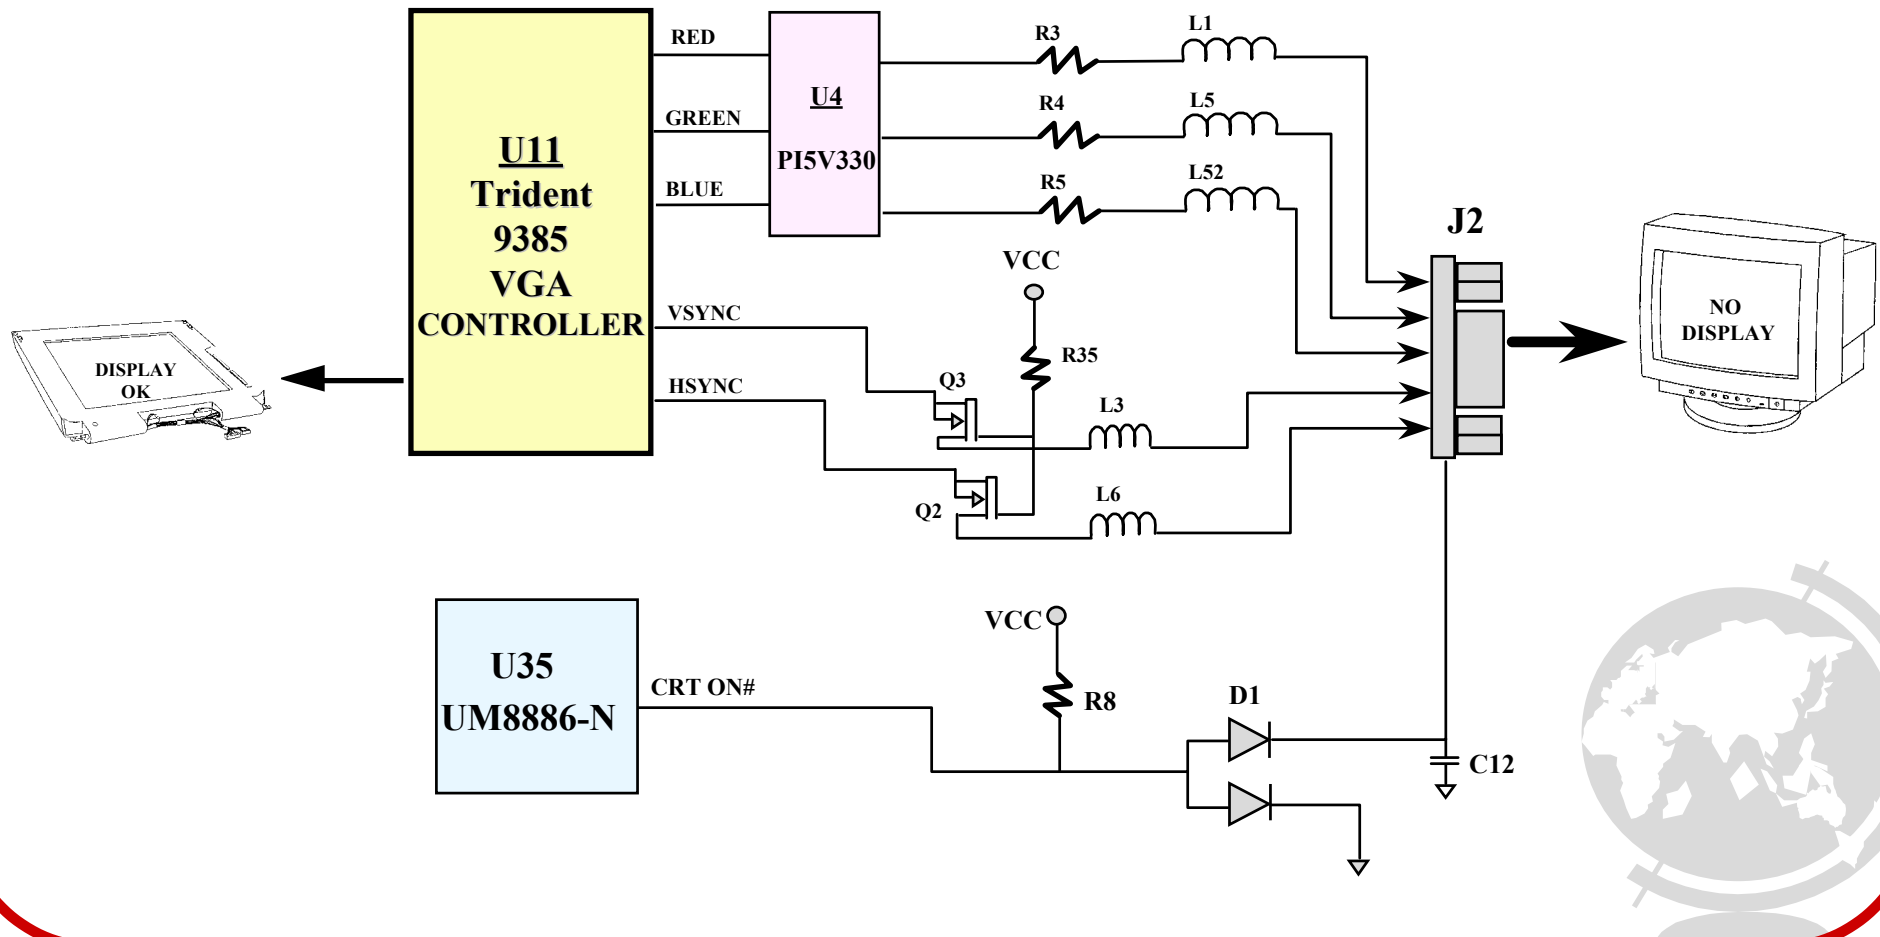 RED
GREEN
BLUE
VSYNC
HSYNC
U11
Trident
9385
VGA
CONTROLLER
U4
PI5V330
R3
L1
R4
L5
R5
L52
VCC
R35
Q3
L3
Q2
L6
J2
NO
DISPLAY
DISPLAY
OK
U35
UM8886-N
CRT ON#
VCC
R8
D1
C12